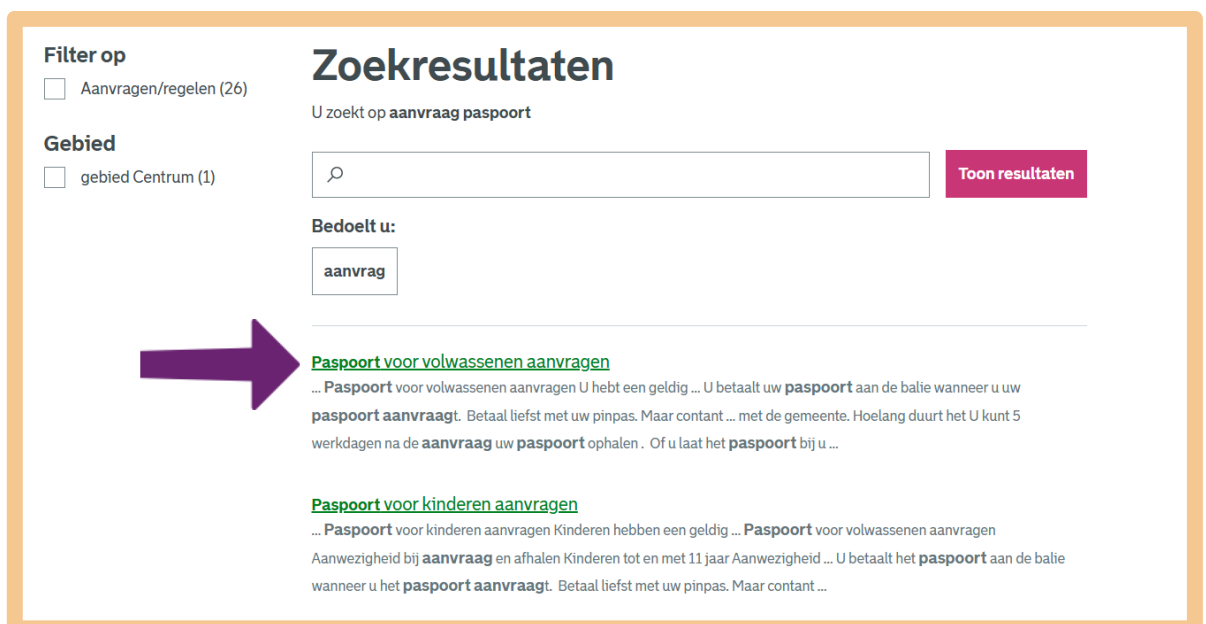 Filter op
Aanvragen/regelen (26)
Gebied
gebied Centrum (1)
Zoekresultaten
U zoekt op aanvraag paspoort
Toon resultaten
Bedoelt u:
aanvrag
Paspoort voor volwassenen aanvragen
... Paspoort voor volwassenen aanvragen U hebt een geldig ... U betaalt uw paspoort aan de balie wanneer u uw
paspoort aanvraagt. Betaal liefst met uw pinpas. Maar contant ... met de gemeente. Hoelang duurt het U kunt 5
werkdagen na de aanvraag uw paspoort ophalen . Of u laat het paspoort bij u ...
Paspoort voor kinderen aanvragen
... Paspoort voor kinderen aanvragen Kinderen hebben een geldig ... Paspoort voor volwassenen aanvragen
Aanwezigheid bij aanvraag en afhalen Kinderen tot en met 11 jaar Aanwezigheid ... U betaalt het paspoort aan de balie
wanneer u het paspoort aanvraagt. Betaal liefst met uw pinpas. Maar contant ...